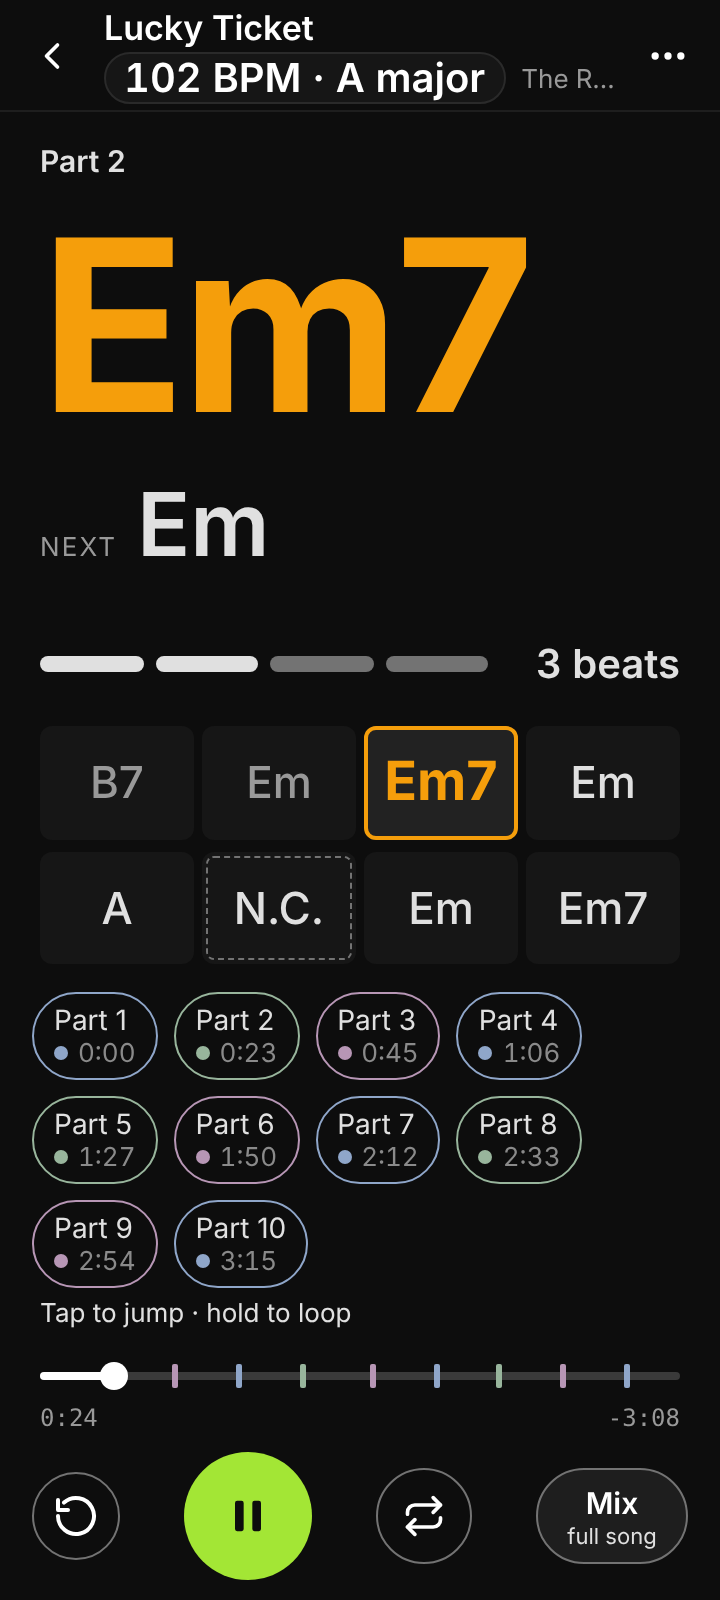 Lucky Ticket
102 BPM · A major The R...
Part 2
Em7
NEXT Em
3 beats
B7 Em Em7 Em
A N.C. Em Em7
Part 1 Part 2 Part 3 Part 4
0:00 0:23 0:45 1:06
Part 5 Part 6 Part 7 Part 8
1:27 1:50 2:12 2:33
Part 9 Part 10
2:54 3:15
Tap to jump · hold to loop
0:24 -3:08
Mix
full song